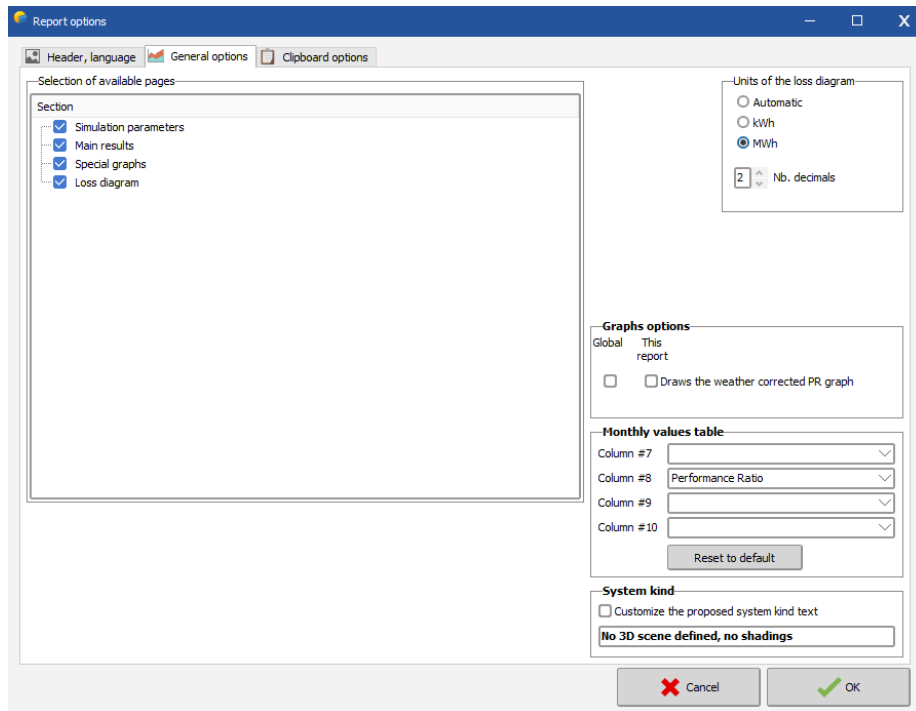 Report options
Header, language
General options
Clipboard options
Selection of available pages
Section
Simulation parameters
Main results
Special graphs
Loss diagram
Units of the loss diagram
Automatic
kWh
MWh
2 Nb. decimals
Graphs options
Global This
report
Draws the weather corrected PR graph
Monthly values table
Column #7
Column #8 Performance Ratio
Column #9
Column #10
Reset to default
System kind
Customize the proposed system kind text
No 3D scene defined, no shadings
Cancel
OK